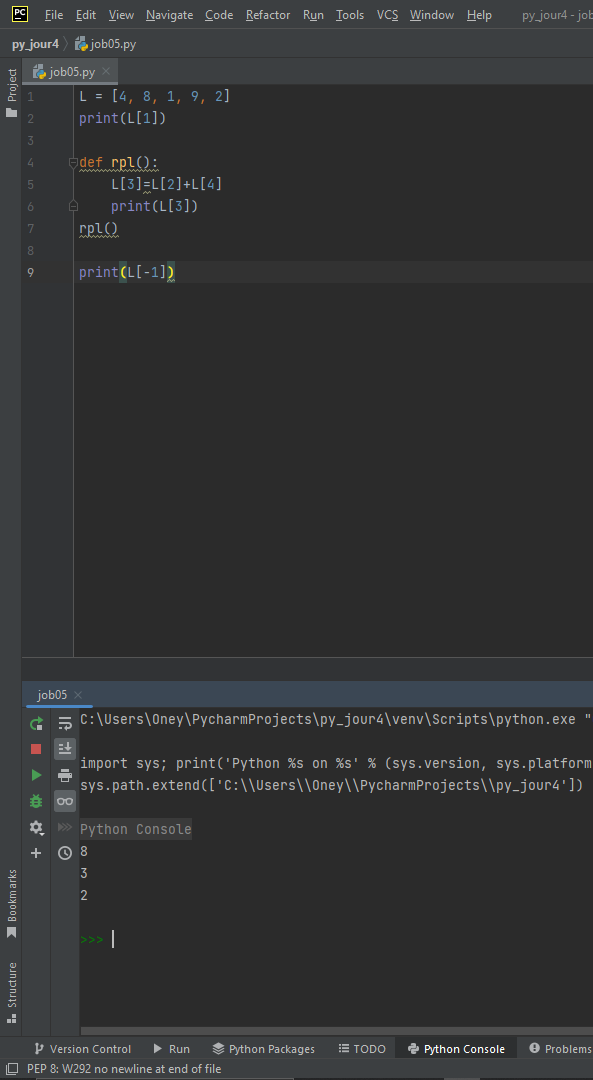 PC File Edit View Navigate Code Refactor Run Tools VCS Window Help py_jour4 - job
py_jour4 job05.py
Project
job05.py
1 L = [4, 8, 1, 9, 2]
2 print(L[1])
3
4 def rpl():
5     L[3]=L[2]+L[4]
6     print(L[3])
7 rpl()
8
9 print(L[-1])
job05
C:\Users\Oney\PycharmProjects\py_jour4\venv\Scripts\python.exe "
import sys; print('Python %s on %s' % (sys.version, sys.platform
sys.path.extend(['C:\\Users\\Oney\\PycharmProjects\\py_jour4'])
Python Console
8
3
2
>>>
Bookmarks
Structure
Version Control Run Python Packages TODO Python Console Problems
PEP 8: W292 no newline at end of file